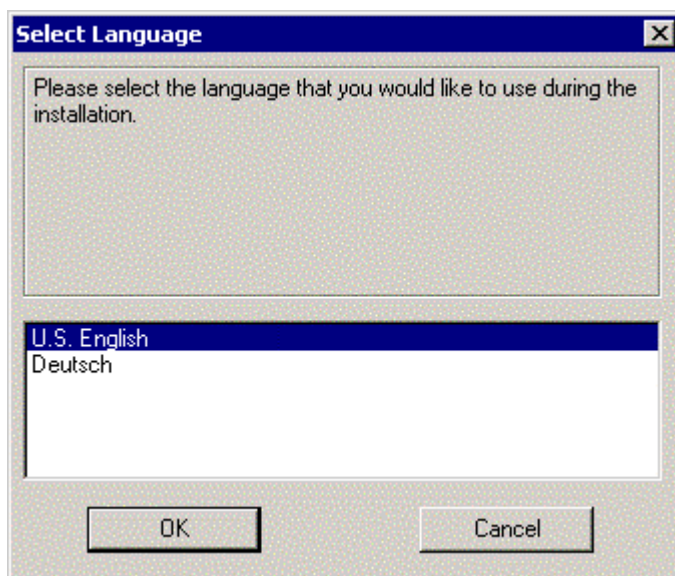 Select Language
Please select the language that you would like to use during the
installation.
U.S. English
Deutsch
OK
Cancel